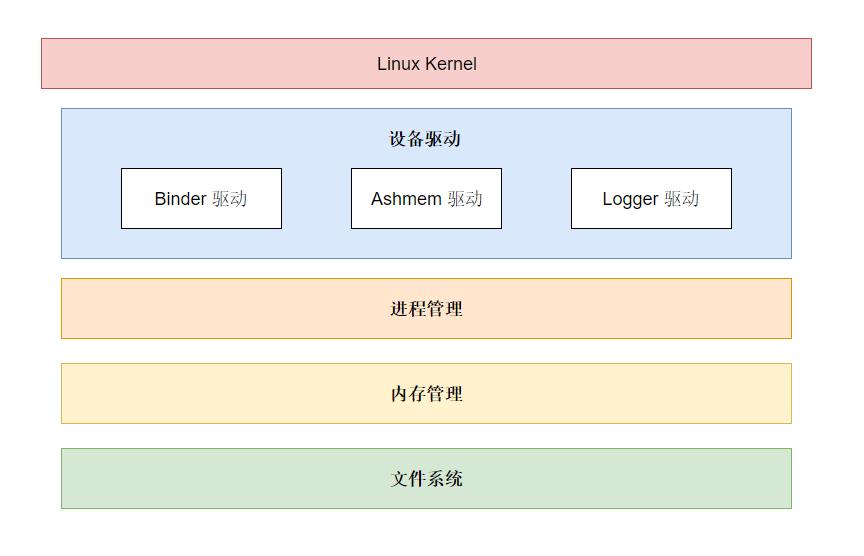 Linux Kernel
设备驱动
Binder 驱动
Ashmem 驱动
Logger 驱动
进程管理
内存管理
文件系统